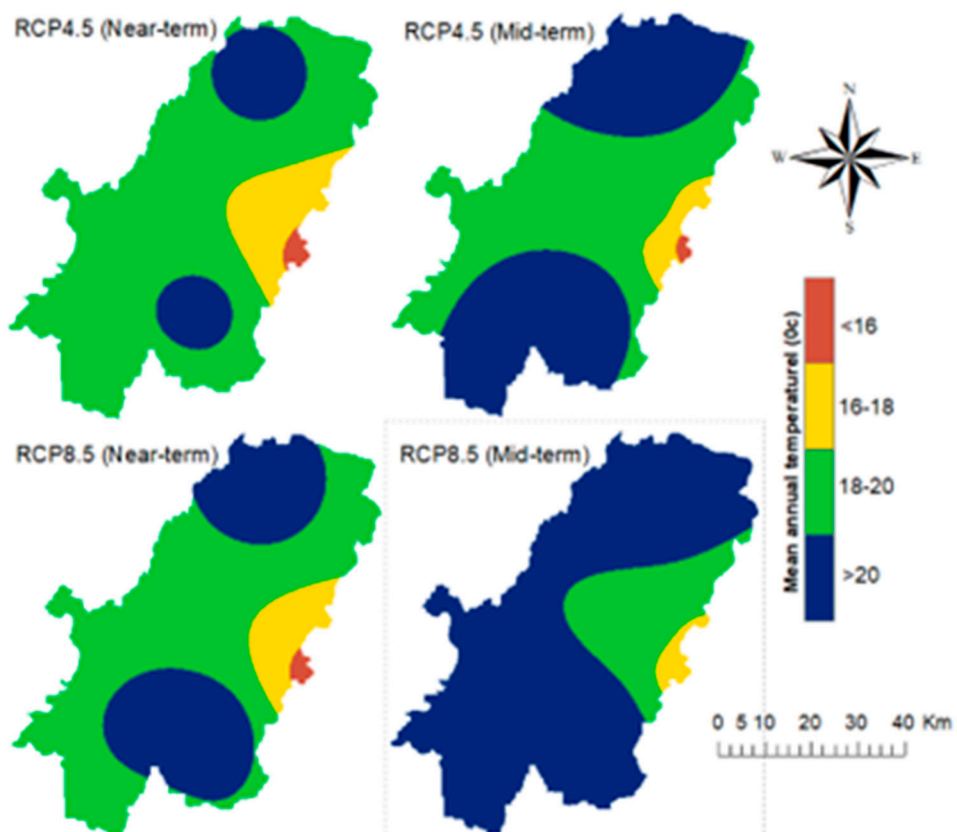 RCP4.5 (Near-term)
RCP4.5 (Mid-term)
N
W
E
S
Mean annual temperaturel (0c)
<16
16-18
18-20
>20
RCP8.5 (Near-term)
RCP8.5 (Mid-term)
0 5 10 20 30 40 Km